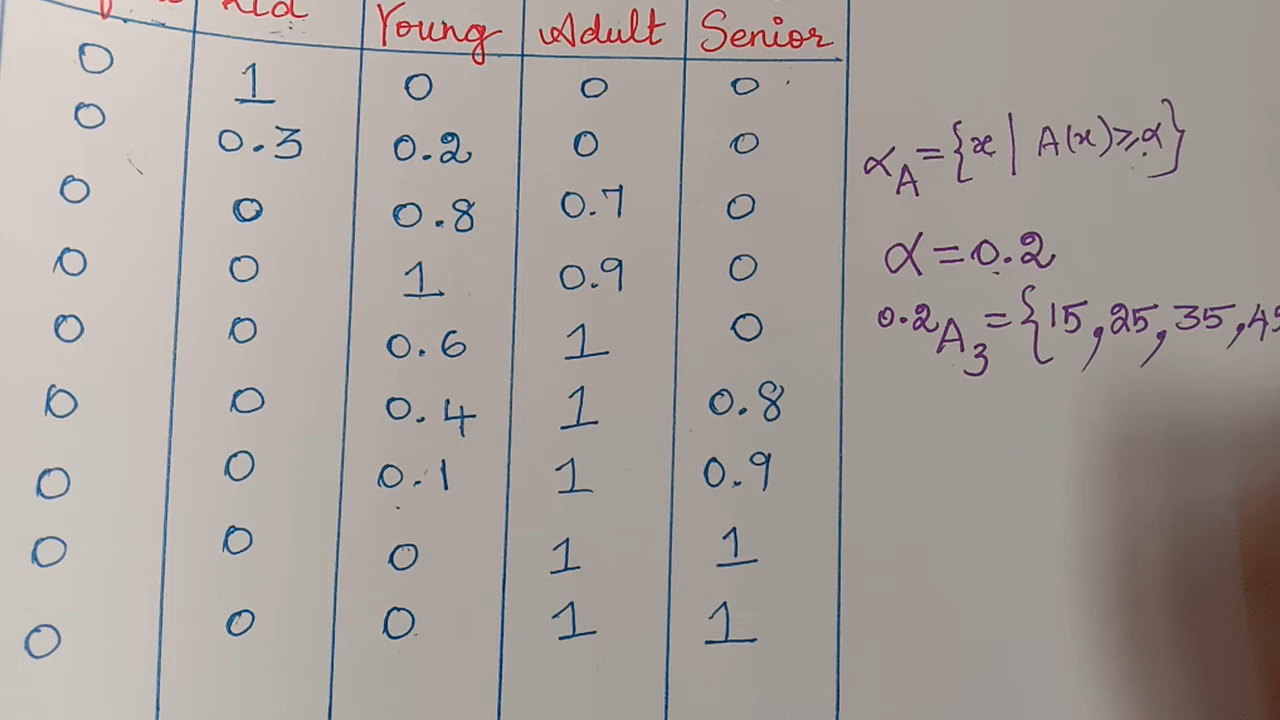 Kid Young Adult Senior
0 1 0 0 0
0 0.3 0.2 0 0
0 0 0.8 0.7 0
0 0 1 0.9 0
0 0 0.6 1 0
0 0 0.4 1 0.8
0 0 0.1 1 0.9
0 0 0 1 1
0 0 0 1 1
αA = {x | A(x) ≥ α}
α = 0.2
0.2A3 = {15, 25, 35, 45